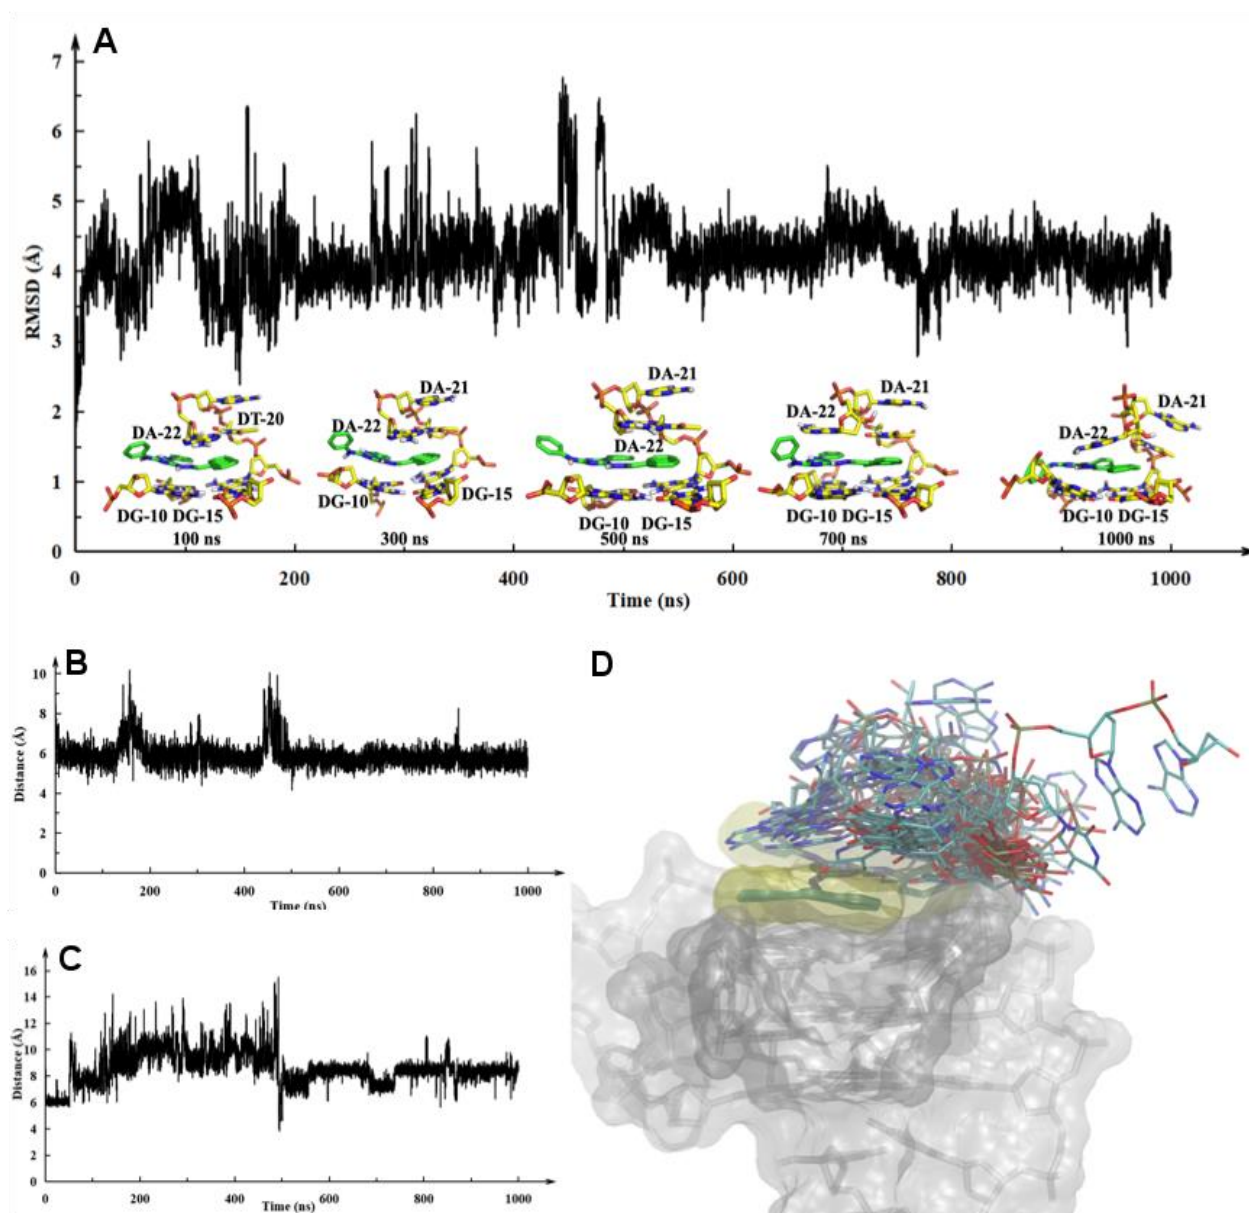 A
7
6
5
4
3
2
1
0
RMSD (Å)
DA-21
DA-22
DT-20
DG-10 DG-15
100 ns
DA-21
DA-22
DG-10
DG-15
300 ns
DA-21
DA-22
DG-10 DG-15
500 ns
DA-21
DA-22
DG-10 DG-15
700 ns
DA-21
DA-22
DG-10 DG-15
1000 ns
0 200 400 600 800 1000
Time (ns)
B
10
8
6
4
2
0
Distance (Å)
0 200 400 600 800 1000
Time (ns)
C
16
14
12
10
8
6
4
2
0
Distance (Å)
0 200 400 600 800 1000
Time (ns)
D